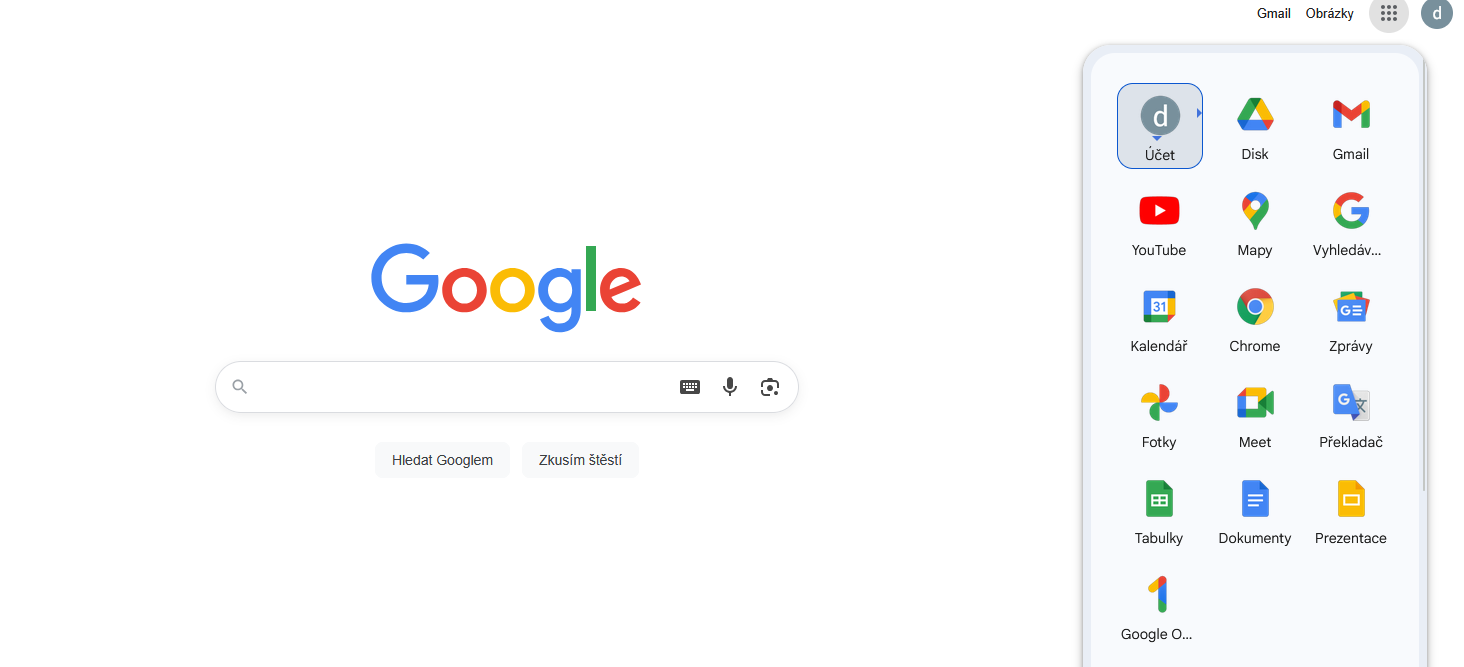 Gmail Obrázky d
d
Účet Disk Gmail
YouTube Mapy Vyhledáv...
31
G
Kalendář Chrome Zprávy
G 文
Fotky Meet Překladač
Tabulky Dokumenty Prezentace
Google O...
Google
Hledat Googlem Zkusím štěstí